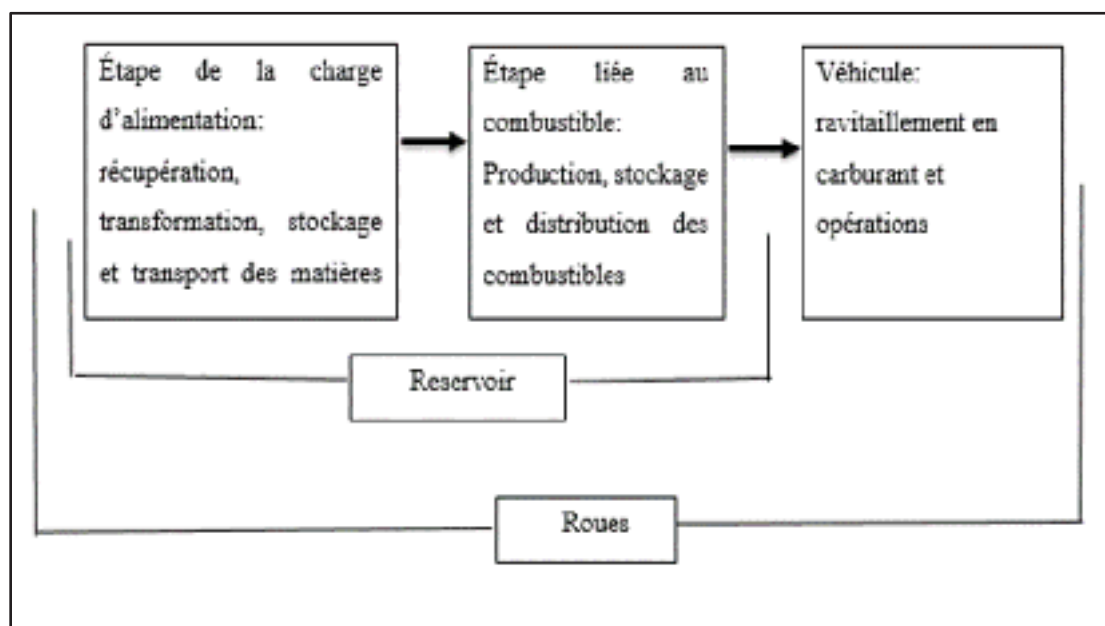 Étape de la charge
d'alimentation:
récupération,
transformation, stockage
et transport des matières
Étape liée au
combustible:
Production, stockage
et distribution des
combustibles
Véhicule:
ravitaillement en
carburant et
opérations
Reservoir
Roues